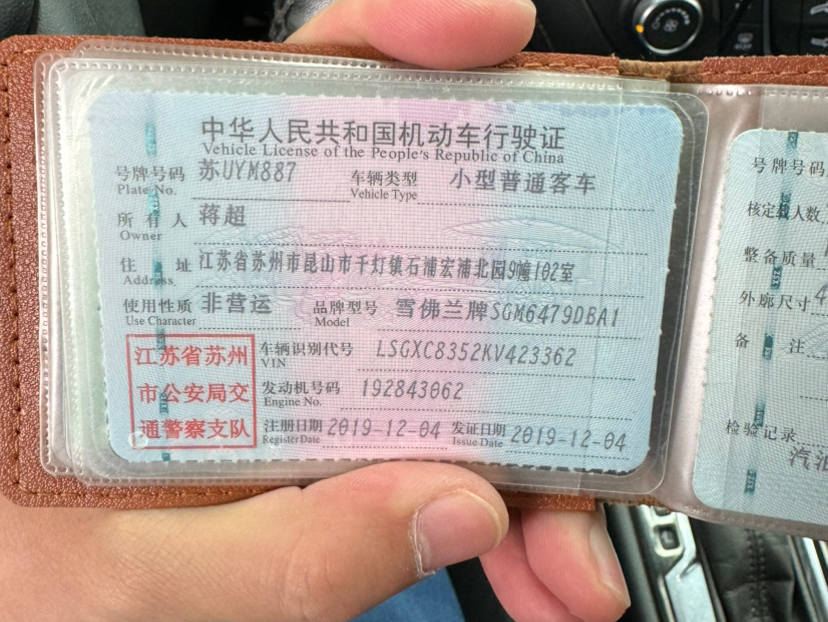 中华人民共和国机动车行驶证
Vehicle License of the People's Republic of China
号牌号码 苏UYM887 车辆类型 小型普通客车
Plate No. Vehicle Type
所有人 蒋超
Owner
住址 江苏省苏州市昆山市千灯镇石浦宏浦北园9幢102室
Address
使用性质 非营运 品牌型号 雪佛兰牌SGM6479DBA1
Use Character Model
江苏省苏州
市公安局交
通警察支队
车辆识别代号 LSGXC8352KV423362
VIN
发动机号码 192843062
Engine No.
注册日期 2019-12-04 发证日期 2019-12-04
Register Date Issue Date
号牌号码
核定载人数
整备质量
外廓尺寸 4
备注
检验记录
汽油